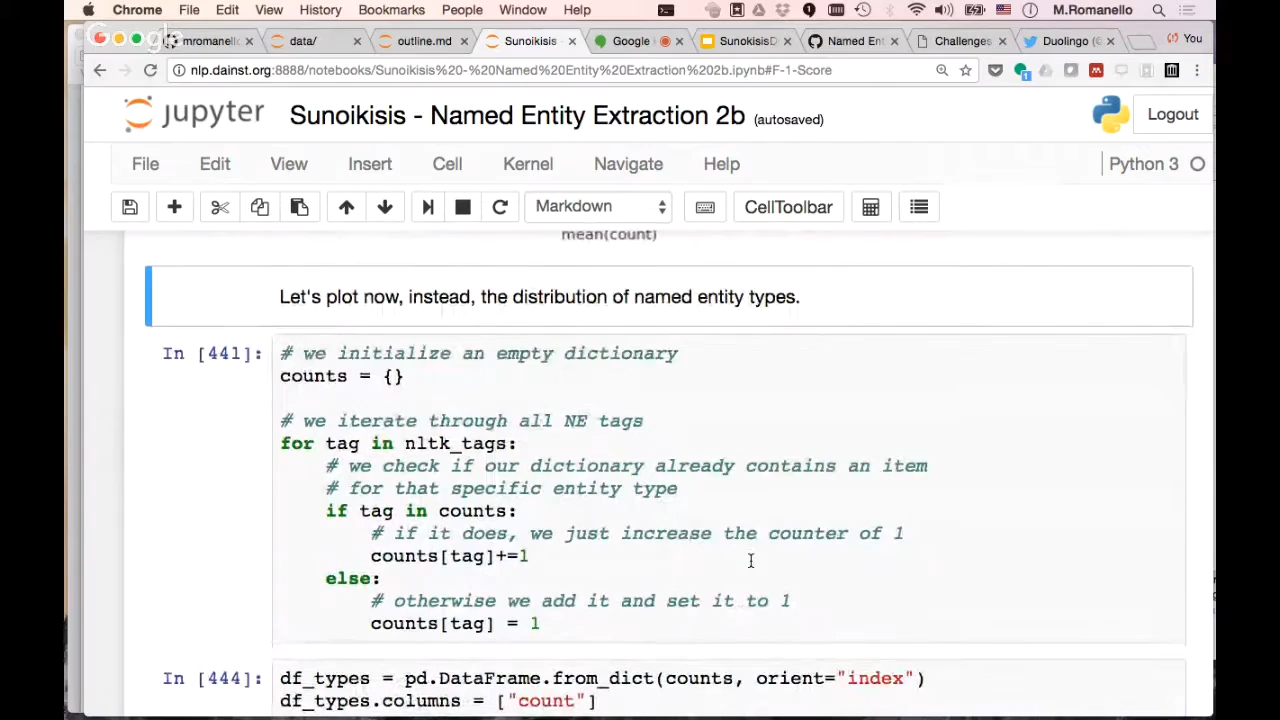 Chrome File Edit View History Bookmarks People Window Help M.Romanello
Google mromanello data/ outline.md Sunoikisis - Google SunokisisD Named Ent Challenges Duolingo ( You
nlp.dainst.org:8888/notebooks/Sunoikisis%20-%20Named%20Entity%20Extraction%202b.ipynb#F-1-Score
jupyter Sunoikisis - Named Entity Extraction 2b (autosaved) Logout
File Edit View Insert Cell Kernel Navigate Help Python 3
Markdown CellToolbar
mean(count)
Let's plot now, instead, the distribution of named entity types.
In [441]: # we initialize an empty dictionary
counts = {}
# we iterate through all NE tags
for tag in nltk_tags:
# we check if our dictionary already contains an item
# for that specific entity type
if tag in counts:
# if it does, we just increase the counter of 1
counts[tag]+=1
else:
# otherwise we add it and set it to 1
counts[tag] = 1
In [444]: df_types = pd.DataFrame.from_dict(counts, orient="index")
df_types.columns = ["count"]